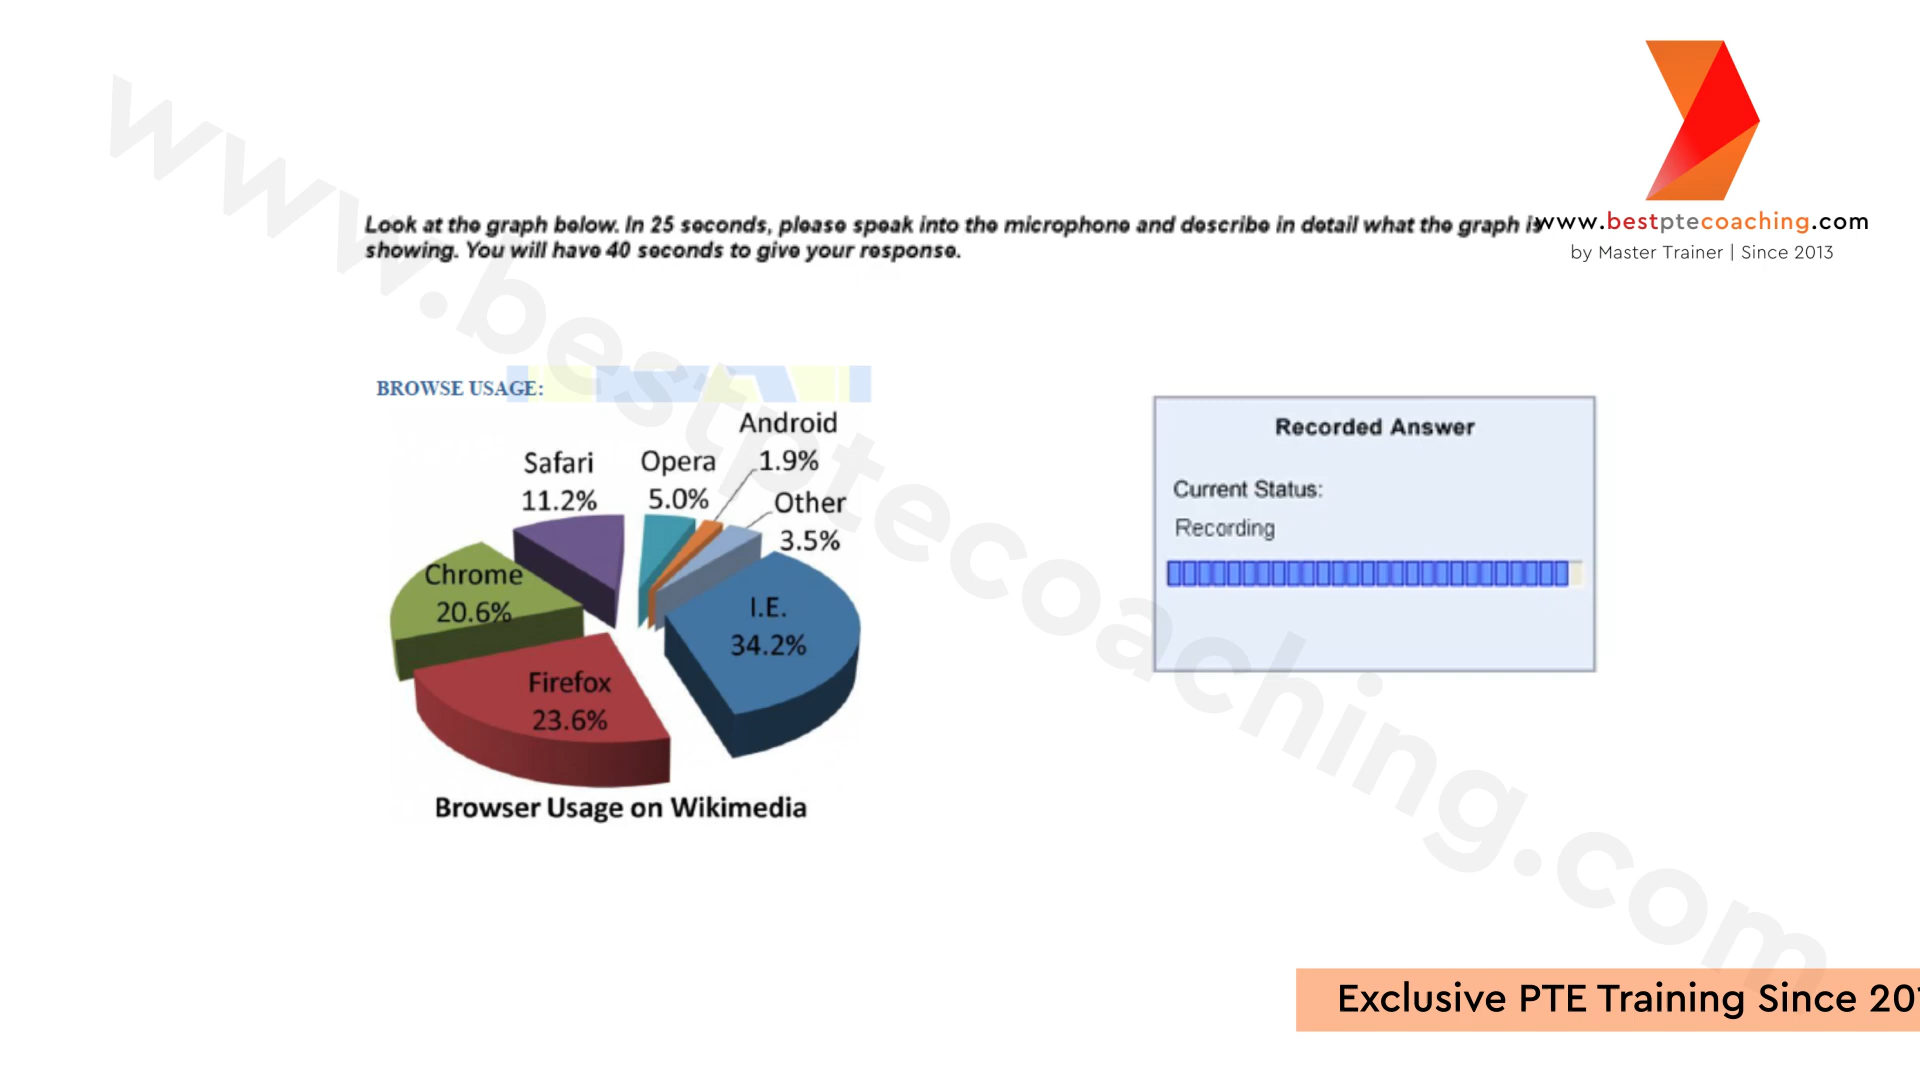 www.bestptecoaching.com
Look at the graph below. In 25 seconds, please speak into the microphone and describe in detail what the graph is
showing. You will have 40 seconds to give your response.
www.bestptecoaching.com
by Master Trainer | Since 2013
BROWSE USAGE:
Android
1.9%
Safari
11.2%
Opera
5.0%
Other
3.5%
Chrome
20.6%
I.E.
34.2%
Firefox
23.6%
Browser Usage on Wikimedia
Recorded Answer
Current Status:
Recording
Exclusive PTE Training Since